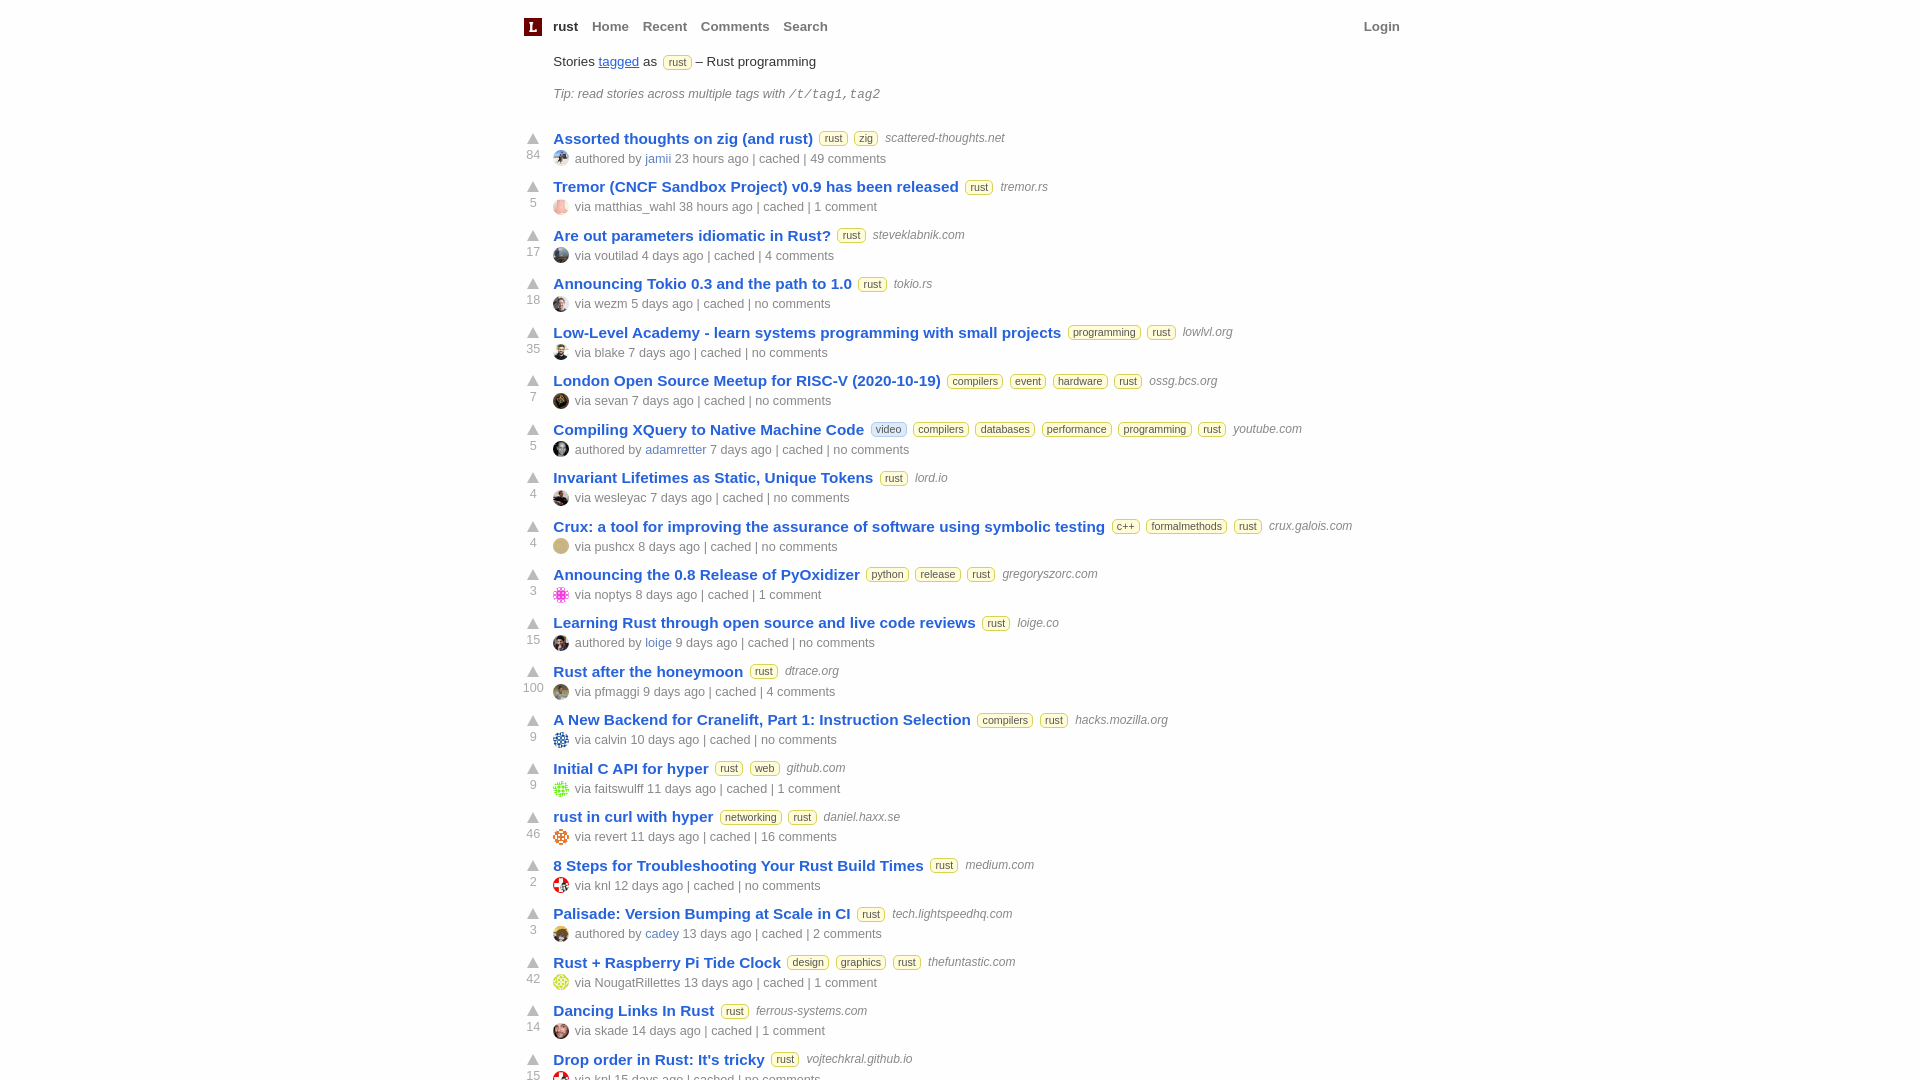 L rust Home Recent Comments Search Login
Stories tagged as rust – Rust programming
Tip: read stories across multiple tags with /t/tag1,tag2
Assorted thoughts on zig (and rust) rust zig scattered-thoughts.net
84 authored by jamii 23 hours ago | cached | 49 comments
Tremor (CNCF Sandbox Project) v0.9 has been released rust tremor.rs
5 via matthias_wahl 38 hours ago | cached | 1 comment
Are out parameters idiomatic in Rust? rust steveklabnik.com
17 via voutilad 4 days ago | cached | 4 comments
Announcing Tokio 0.3 and the path to 1.0 rust tokio.rs
18 via wezm 5 days ago | cached | no comments
Low-Level Academy - learn systems programming with small projects programming rust lowlvl.org
35 via blake 7 days ago | cached | no comments
London Open Source Meetup for RISC-V (2020-10-19) compilers event hardware rust ossg.bcs.org
7 via sevan 7 days ago | cached | no comments
Compiling XQuery to Native Machine Code video compilers databases performance programming rust youtube.com
5 authored by adamretter 7 days ago | cached | no comments
Invariant Lifetimes as Static, Unique Tokens rust lord.io
4 via wesleyac 7 days ago | cached | no comments
Crux: a tool for improving the assurance of software using symbolic testing c++ formalmethods rust crux.galois.com
4 via pushcx 8 days ago | cached | no comments
Announcing the 0.8 Release of PyOxidizer python release rust gregoryszorc.com
3 via noptys 8 days ago | cached | 1 comment
Learning Rust through open source and live code reviews rust loige.co
15 authored by loige 9 days ago | cached | no comments
Rust after the honeymoon rust dtrace.org
100 via pfmaggi 9 days ago | cached | 4 comments
A New Backend for Cranelift, Part 1: Instruction Selection compilers rust hacks.mozilla.org
9 via calvin 10 days ago | cached | no comments
Initial C API for hyper rust web github.com
9 via faitswulff 11 days ago | cached | 1 comment
rust in curl with hyper networking rust daniel.haxx.se
46 via revert 11 days ago | cached | 16 comments
8 Steps for Troubleshooting Your Rust Build Times rust medium.com
2 via knl 12 days ago | cached | no comments
Palisade: Version Bumping at Scale in CI rust tech.lightspeedhq.com
3 authored by cadey 13 days ago | cached | 2 comments
Rust + Raspberry Pi Tide Clock design graphics rust thefuntastic.com
42 via NougatRillettes 13 days ago | cached | 1 comment
Dancing Links In Rust rust ferrous-systems.com
14 via skade 14 days ago | cached | 1 comment
Drop order in Rust: It's tricky rust vojtechkral.github.io
15 via knl 15 days ago | cached | no comments